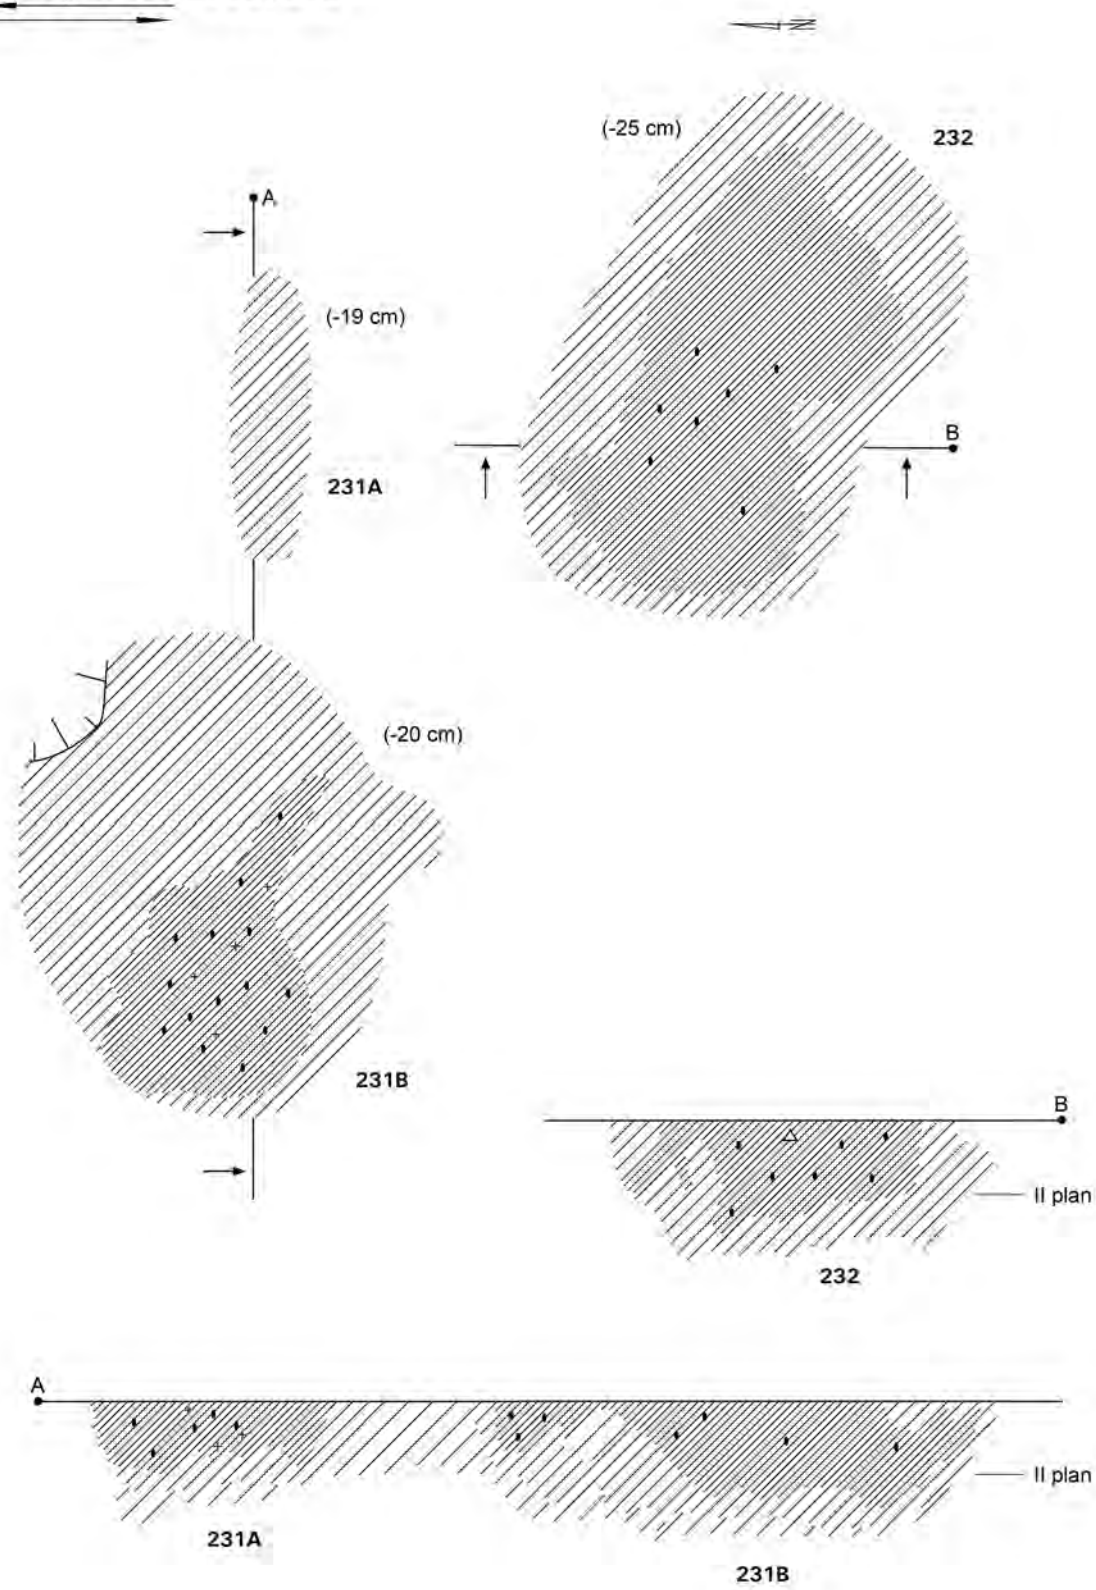 N
(-25 cm)
232
A
(-19 cm)
231A
B
(-20 cm)
231B
B
II plan
232
A
II plan
231A
231B